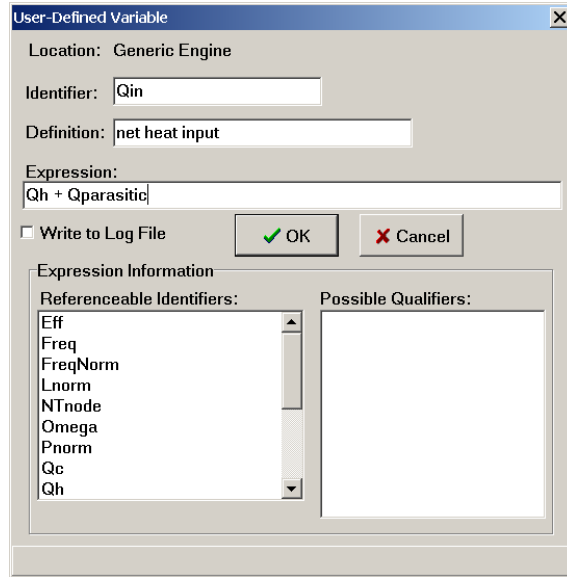 User-Defined Variable
Location: Generic Engine
Identifier: Qin
Definition: net heat input
Expression:
Qh + Qparasitic
Write to Log File
OK
Cancel
Expression Information
Referenceable Identifiers:
Possible Qualifiers:
Eff
Freq
FreqNorm
Lnorm
NTnode
Omega
Pnorm
Qc
Qh